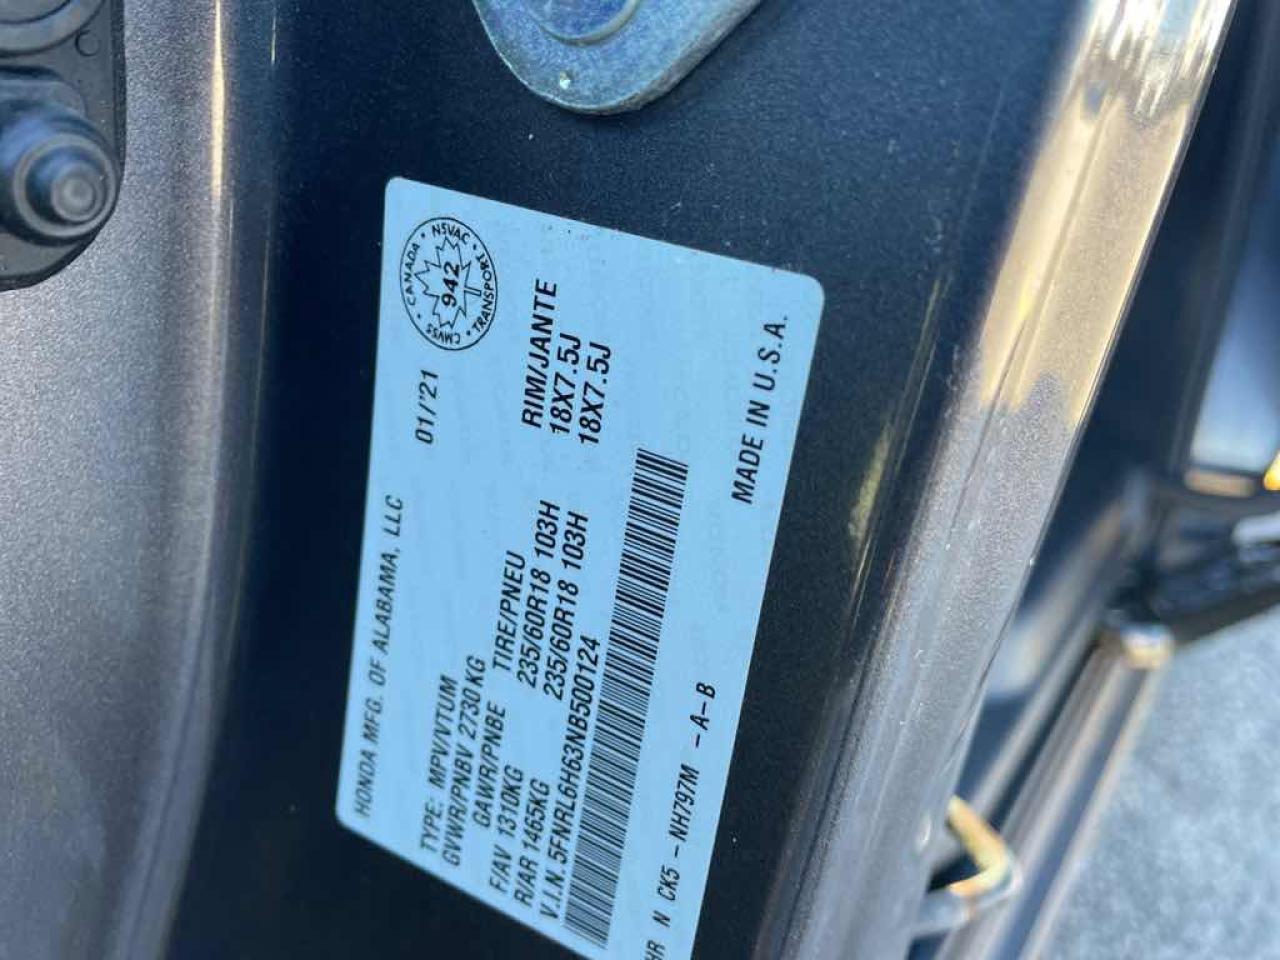 HONDA MFG. OF ALABAMA, LLC 01/'21
CANADA • NSVAC • TRANSPORT • CMVSS •
942
TYPE: MPV/VTUM
GVWR/PNBV 2730 KG
GAWR/PNBE TIRE/PNEU RIM/JANTE
F/AV 1310KG 235/60R18 103H 18X7.5J
R/AR 1465KG 235/60R18 103H 18X7.5J
V.I.N. 5FNRL6H63NB500124
HR N CK5 - NH797M - A - B MADE IN U.S.A.
C